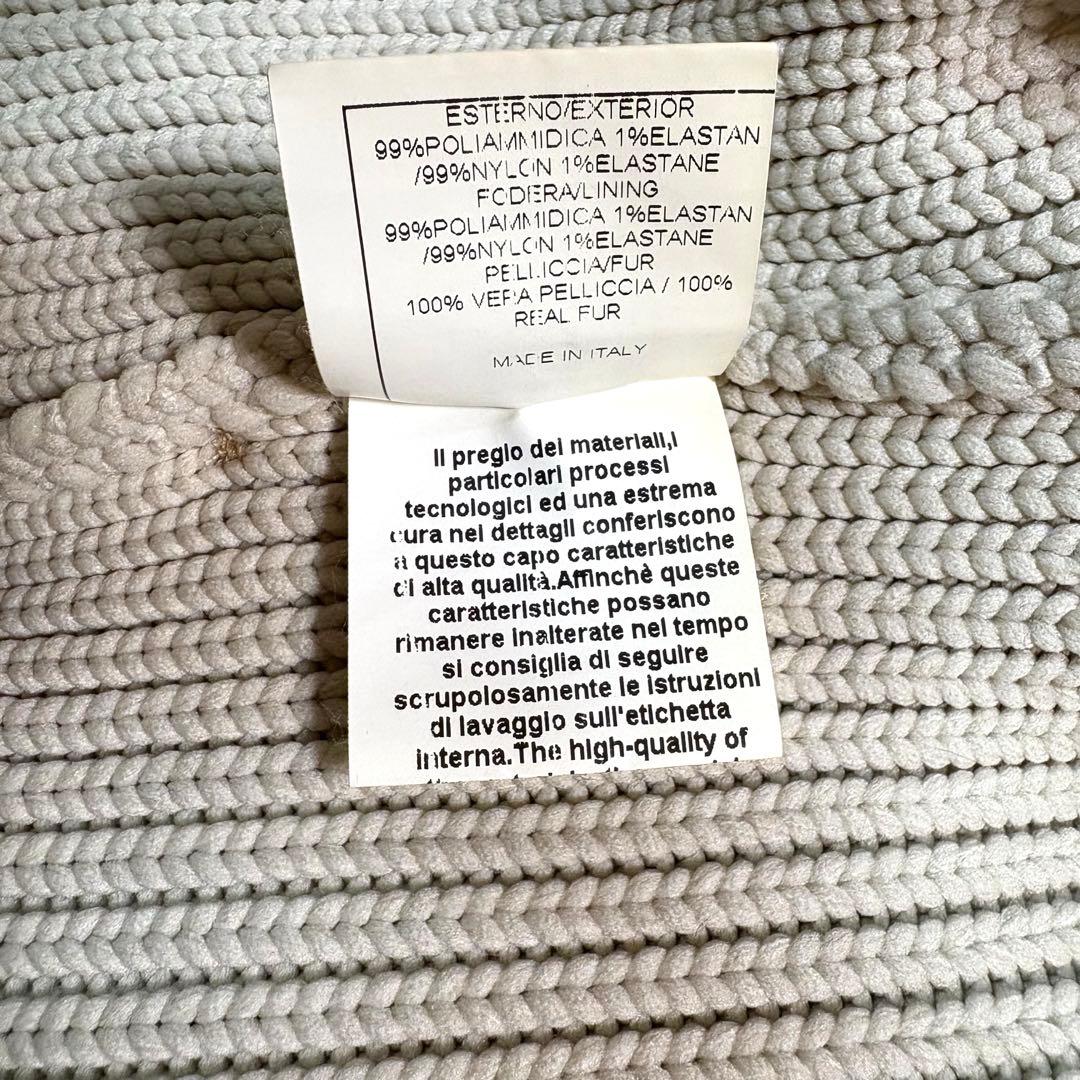 ESTERNO/EXTERIOR
99%POLIAMMIDICA 1%ELASTAN
/99%NYLON 1%ELASTANE
FODERA/LINING
99%POLIAMMIDICA 1%ELASTAN
/99%NYLON 1%ELASTANE
PELLICCIA/FUR
100% VERA PELLICCIA / 100%
REAL FUR
MADE IN ITALY
Il pregio dei materiali,i
particolari processi
tecnologici ed una estrema
cura nei dettagli conferiscono
a questo capo caratteristiche
di alta qualità.Affinchè queste
caratteristiche possano
rimanere inalterate nel tempo
si consiglia di seguire
scrupolosamente le istruzioni
di lavaggio sull'etichetta
interna.The high-quality of